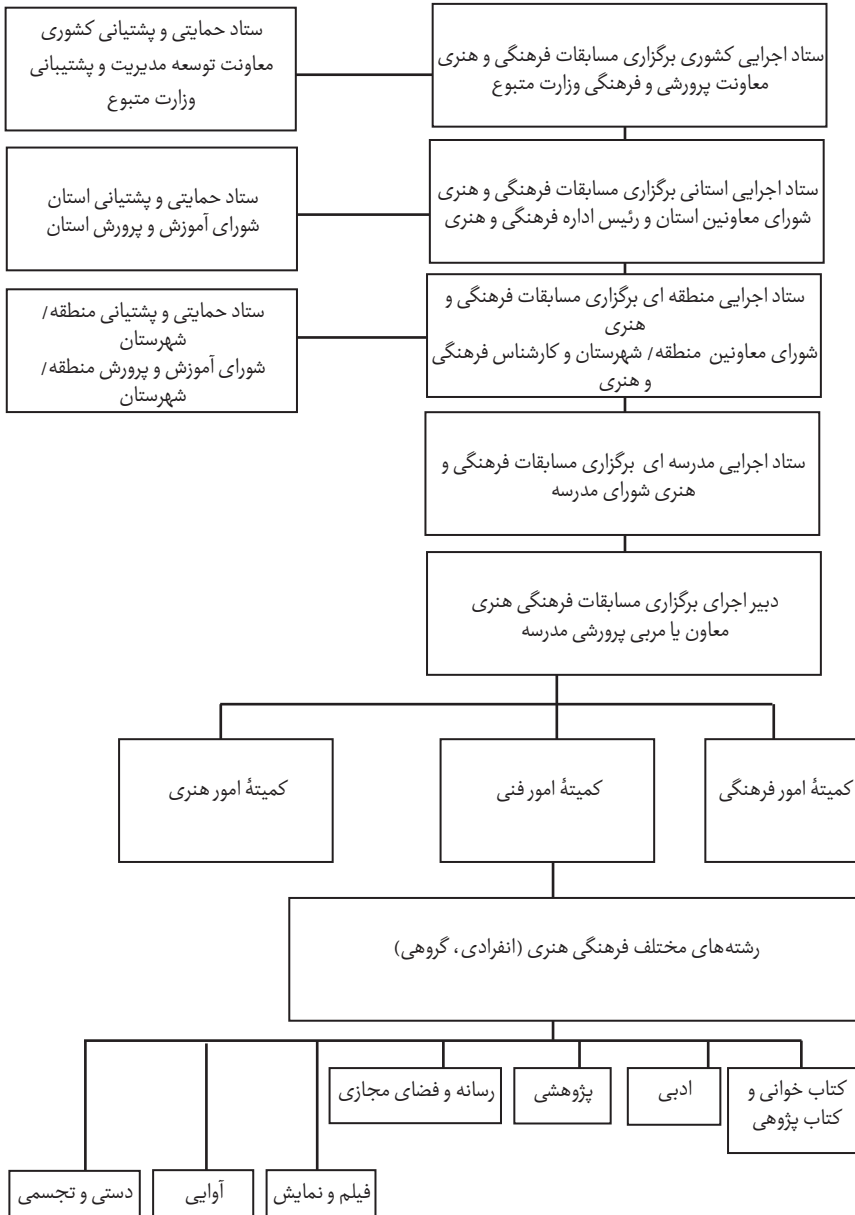 ستاد اجرایی کشوری برگزاری مسابقات فرهنگی و هنری
معاونت پرورشی و فرهنگی وزارت متبوع
ستاد حمایتی و پشتیانی کشوری
معاونت توسعه مدیریت و پشتیبانی
وزارت متبوع
ستاد اجرایی استانی برگزاری مسابقات فرهنگی و هنری
شورای معاونین استان و رئیس اداره فرهنگی و هنری
ستاد حمایتی و پشتیانی استان
شورای آموزش و پرورش استان
ستاد اجرایی منطقه ای برگزاری مسابقات فرهنگی و
هنری
شورای معاونین منطقه/ شهرستان و کارشناس فرهنگی
و هنری
ستاد حمایتی و پشتیانی منطقه/
شهرستان
شورای آموزش و پرورش منطقه/
شهرستان
ستاد اجرایی مدرسه ای برگزاری مسابقات فرهنگی و
هنری شورای مدرسه
دبیر اجرای برگزاری مسابقات فرهنگی هنری
معاون یا مربی پرورشی مدرسه
کمیتهٔ امور فرهنگی
کمیتهٔ امور فنی
کمیتهٔ امور هنری
رشته‌های مختلف فرهنگی هنری (انفرادی، گروهی)
کتاب خوانی و
کتاب پژوهی
ادبی
پژوهشی
رسانه و فضای مجازی
فیلم و نمایش
آوایی
دستی و تجسمی